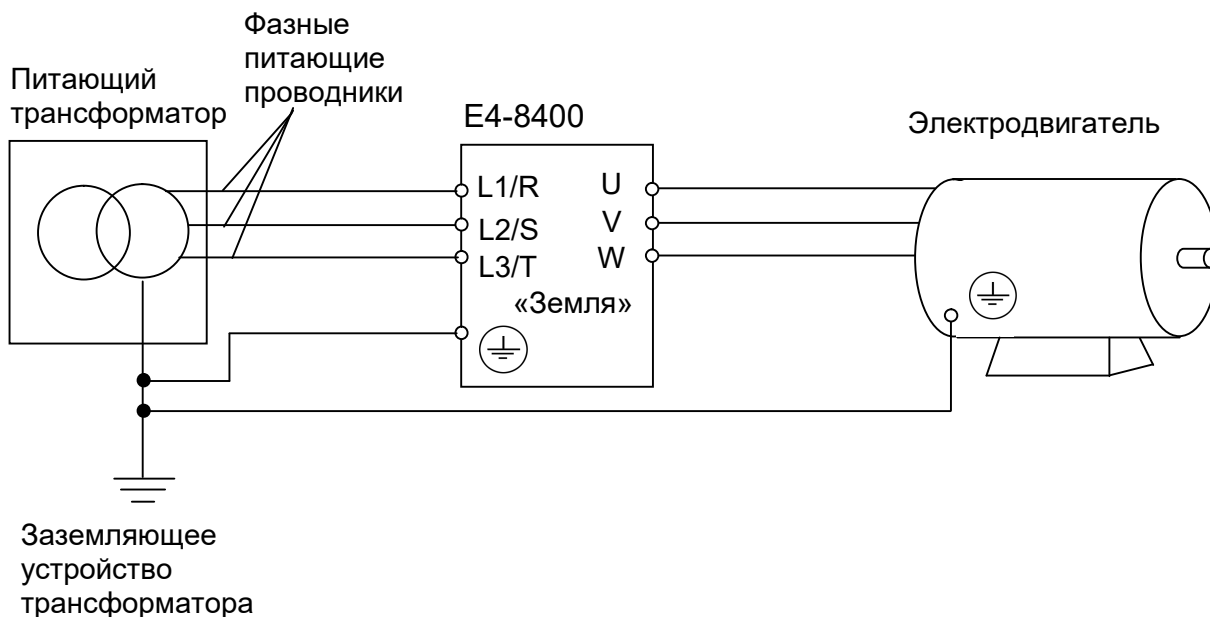 Фазные
питающие
проводники
Питающий
трансформатор
E4-8400
Электродвигатель
L1/R
U
L2/S
V
L3/T
W
«Земля»
Заземляющее
устройство
трансформатора